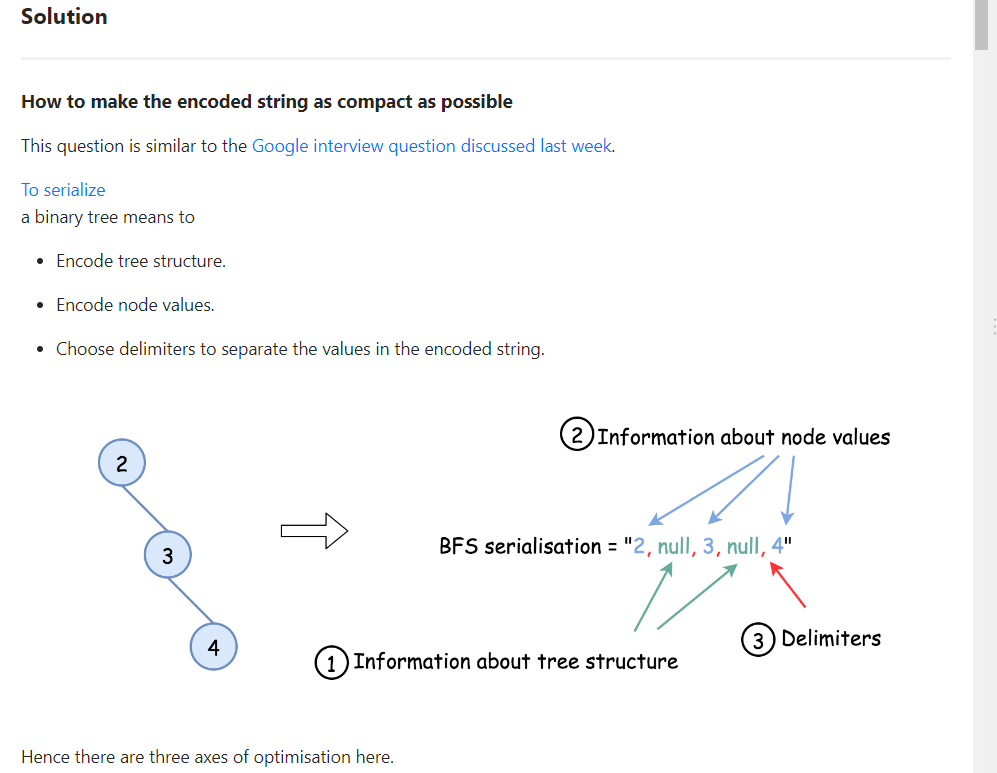 Solution
How to make the encoded string as compact as possible
This question is similar to the Google interview question discussed last week.
To serialize
a binary tree means to
• Encode tree structure.
• Encode node values.
• Choose delimiters to separate the values in the encoded string.
2 Information about node values
2
3
4
BFS serialisation = "2, null, 3, null, 4"
3 Delimiters
1 Information about tree structure
Hence there are three axes of optimisation here.